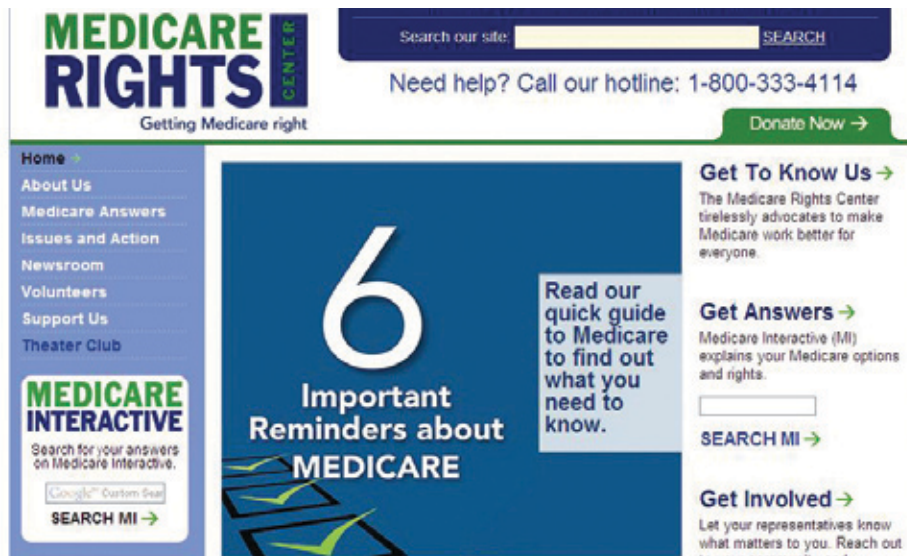 MEDICARE
RIGHTS
CENTER
Getting Medicare right
Search our site:
SEARCH
Need help? Call our hotline: 1-800-333-4114
Donate Now →
Home →
About Us
Medicare Answers
Issues and Action
Newsroom
Volunteers
Support Us
Theater Club
MEDICARE
INTERACTIVE
Search for your answers
on Medicare Interactive.
Google™ Custom Sear
SEARCH MI →
6
Important
Reminders about
MEDICARE
Read our
quick guide
to Medicare
to find out
what you
need to
know.
Get To Know Us →
The Medicare Rights Center
tirelessly advocates to make
Medicare work better for
everyone.
Get Answers →
Medicare Interactive (MI)
explains your Medicare options
and rights.
SEARCH MI →
Get Involved →
Let your representatives know
what matters to you. Reach out